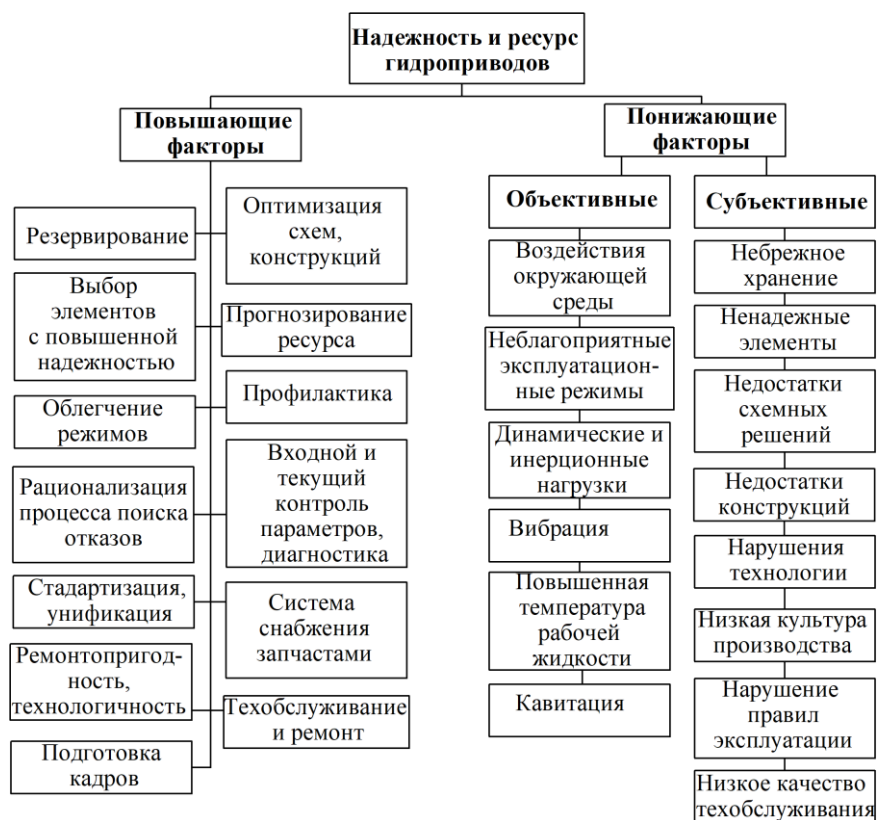 Надежность и ресурс
гидроприводов
Повышающие
факторы
Резервирование
Оптимизация
схем,
конструкций
Выбор
элементов
с повышенной
надежностью
Прогнозирование
ресурса
Облегчение
режимов
Профилактика
Рационализация
процесса поиска
отказов
Входной и
текущий
контроль
параметров,
диагностика
Стадартизация,
унификация
Система
снабжения
запчастами
Ремонтопригод-
ность,
технологичность
Техобслуживание
и ремонт
Подготовка
кадров
Понижающие
факторы
Объективные
Воздействия
окружающей
среды
Неблагоприятные
эксплуатацион-
ные режимы
Динамические и
инерционные
нагрузки
Вибрация
Повышенная
температура
рабочей
жидкости
Кавитация
Субъективные
Небрежное
хранение
Ненадежные
элементы
Недостатки
схемных
решений
Недостатки
конструкций
Нарушения
технологии
Низкая культура
производства
Нарушение
правил
эксплуатации
Низкое качество
техобслуживания